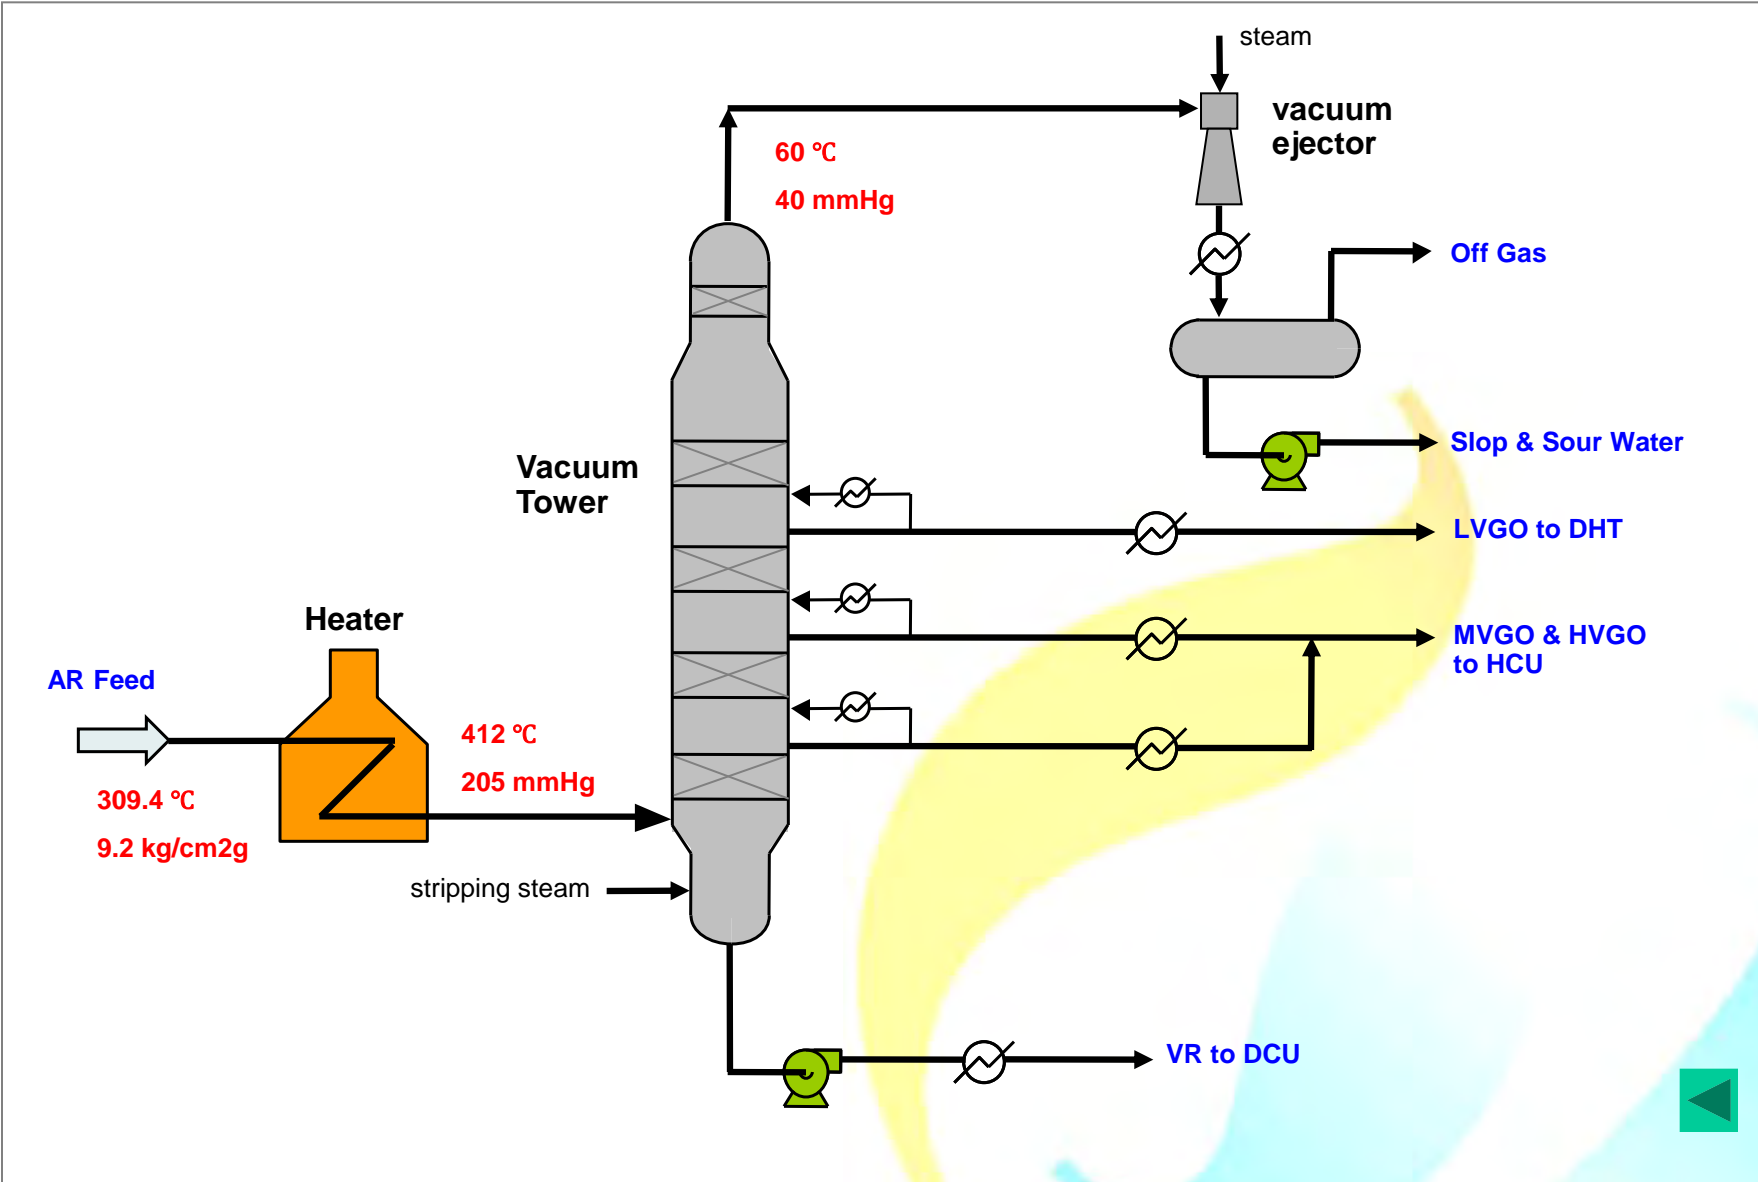 steam
vacuum
ejector
60 ℃
40 mmHg
Off Gas
Slop & Sour Water
Vacuum
Tower
LVGO to DHT
Heater
MVGO & HVGO
to HCU
AR Feed
412 ℃
205 mmHg
309.4 ℃
9.2 kg/cm2g
stripping steam
VR to DCU